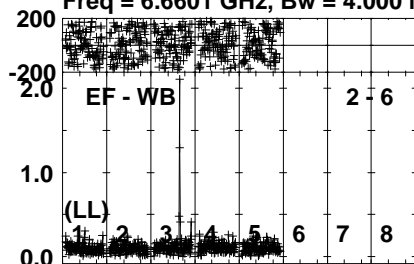 Freq = 6.6601 GHz, Bw = 4.000
200
-200
2.0
EF - WB 2 - 6
1.0
(LL)
1 2 3 4 5 6 7 8
0.0